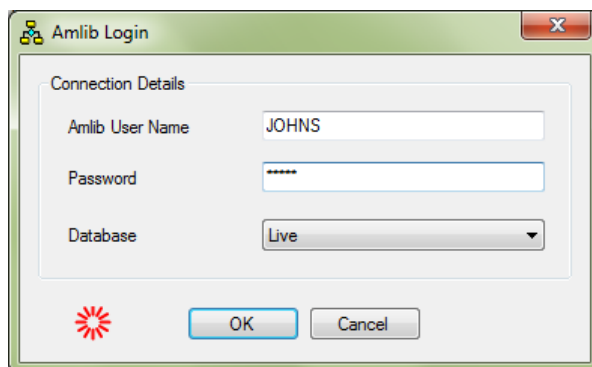 Amlib Login
Connection Details
Amlib User Name JOHNS
Password *****
Database Live
OK Cancel